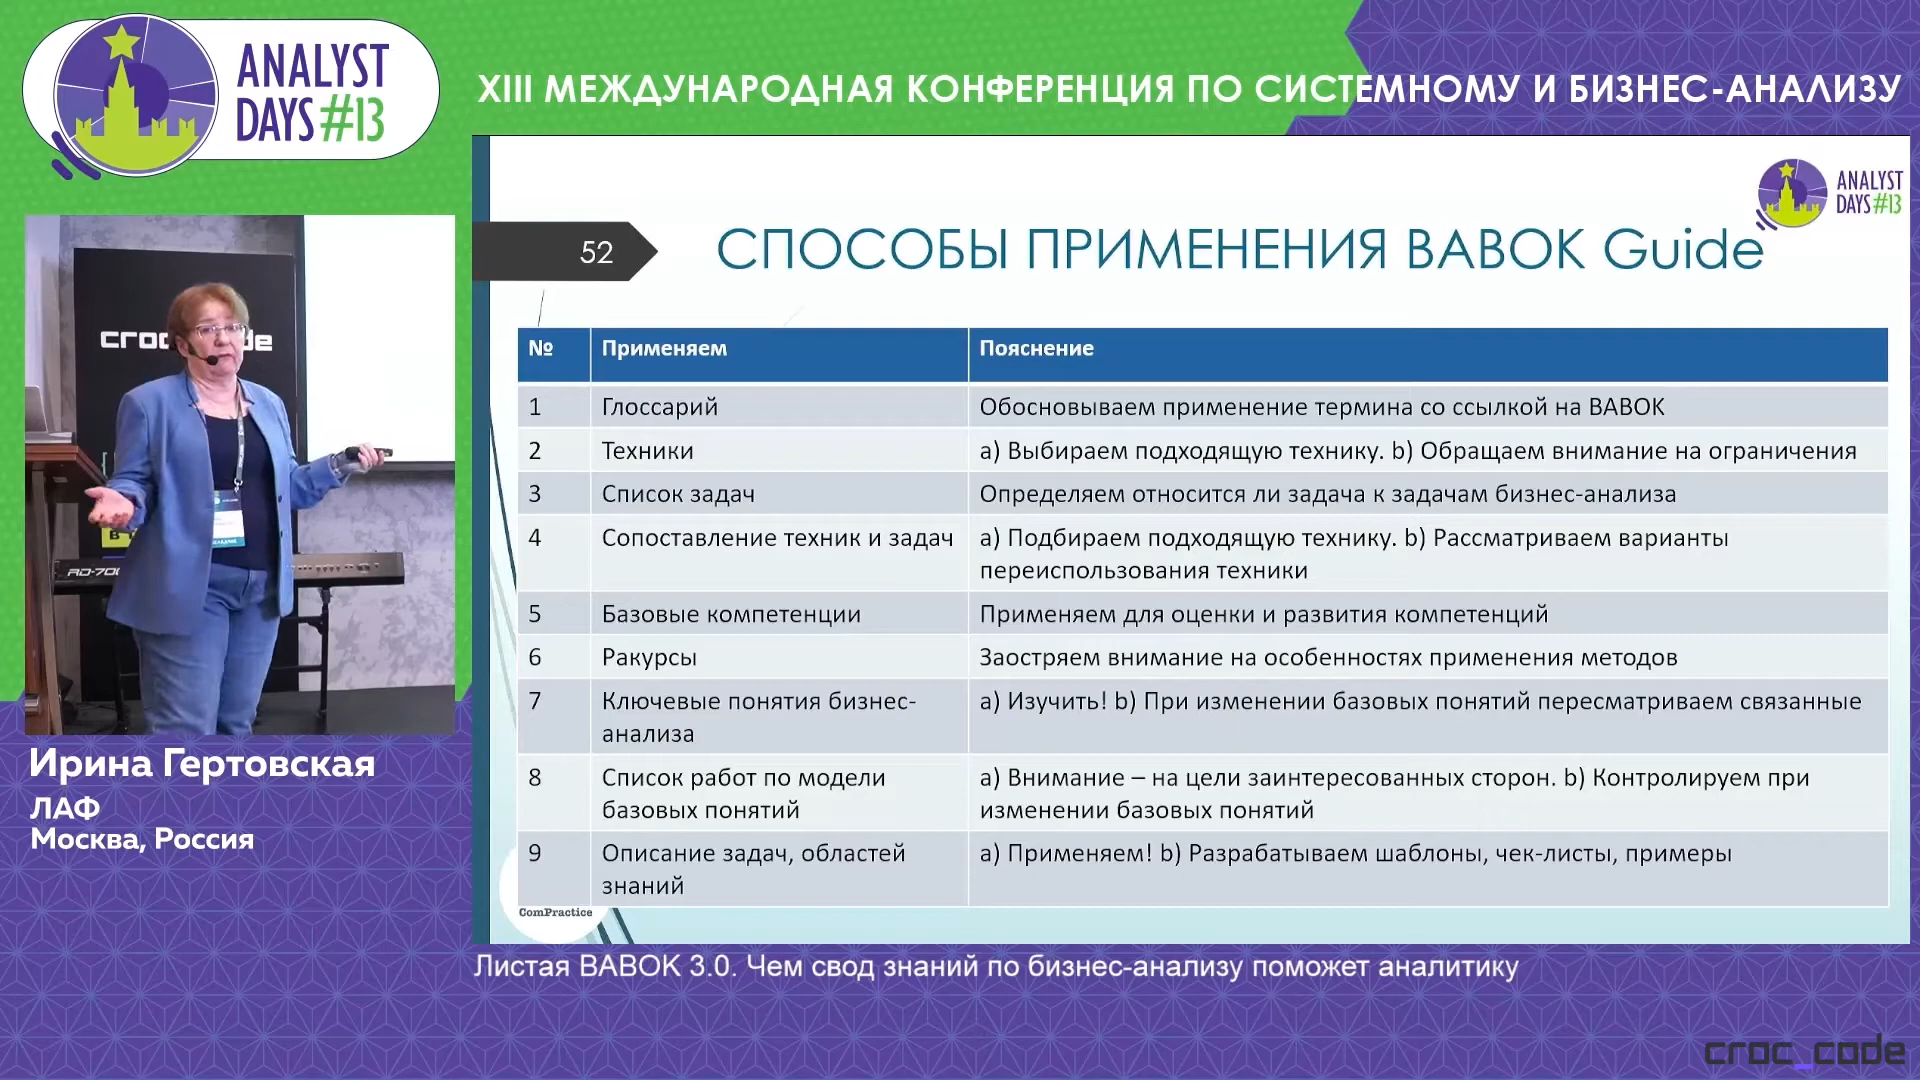 ANALYST
DAYS #13
XIII МЕЖДУНАРОДНАЯ КОНФЕРЕНЦИЯ ПО СИСТЕМНОМУ И БИЗНЕС-АНАЛИЗУ
ANALYST
DAYS #13
52
СПОСОБЫ ПРИМЕНЕНИЯ BABOK Guide
№ Применяем Пояснение
1 Глоссарий Обосновываем применение термина со ссылкой на BABOK
2 Техники a) Выбираем подходящую технику. b) Обращаем внимание на ограничения
3 Список задач Определяем относится ли задача к задачам бизнес-анализа
4 Сопоставление техник и задач a) Подбираем подходящую технику. b) Рассматриваем варианты
переиспользования техники
5 Базовые компетенции Применяем для оценки и развития компетенций
6 Ракурсы Заостряем внимание на особенностях применения методов
7 Ключевые понятия бизнес-
анализа
a) Изучить! b) При изменении базовых понятий пересматриваем связанные
8 Список работ по модели
базовых понятий
a) Внимание – на цели заинтересованных сторон. b) Контролируем при
изменении базовых понятий
9 Описание задач, областей
знаний
a) Применяем! b) Разрабатываем шаблоны, чек-листы, примеры
ComPractice
Ирина Гертовская
ЛАФ
Москва, Россия
Листая BABOK 3.0. Чем свод знаний по бизнес-анализу поможет аналитику
croc_code